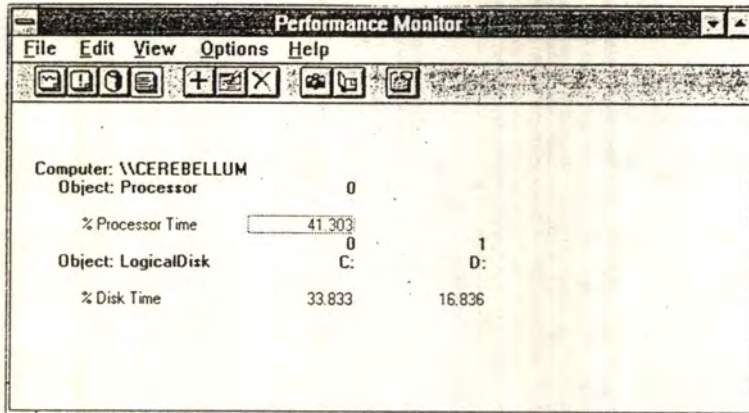 Performance Monitor
File Edit View Options Help
Computer: \\CEREBELLUM
Object: Processor 0
% Processor Time 41.303
0 1
Object: LogicalDisk C: D:
% Disk Time 33.833 16.836